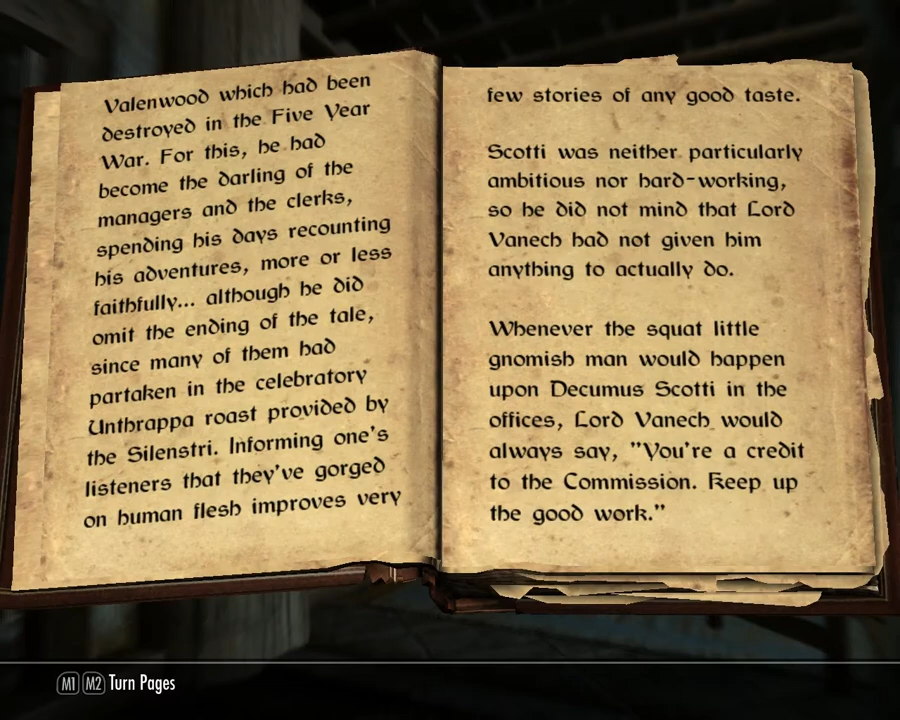 Valenwood which had been
destroyed in the Five Year
War. For this, he had
become the darling of the
managers and the clerks,
spending his days recounting
his adventures, more or less
faithfully... although he did
omit the ending of the tale,
since many of them had
partaken in the celebratory
Unthrappa roast provided by
the Silenstri. Informing one's
listeners that they've gorged
on human flesh improves very
few stories of any good taste.
Scotti was neither particularly
ambitious nor hard-working,
so he did not mind that Lord
Vanech had not given him
anything to actually do.
Whenever the squat little
gnomish man would happen
upon Decumus Scotti in the
offices, Lord Vanech would
always say, "You're a credit
to the Commission. Keep up
the good work."
M1 M2 Turn Pages